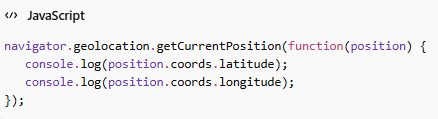 </> JavaScript
navigator.geolocation.getCurrentPosition(function(position) {
   console.log(position.coords.latitude);
   console.log(position.coords.longitude);
});